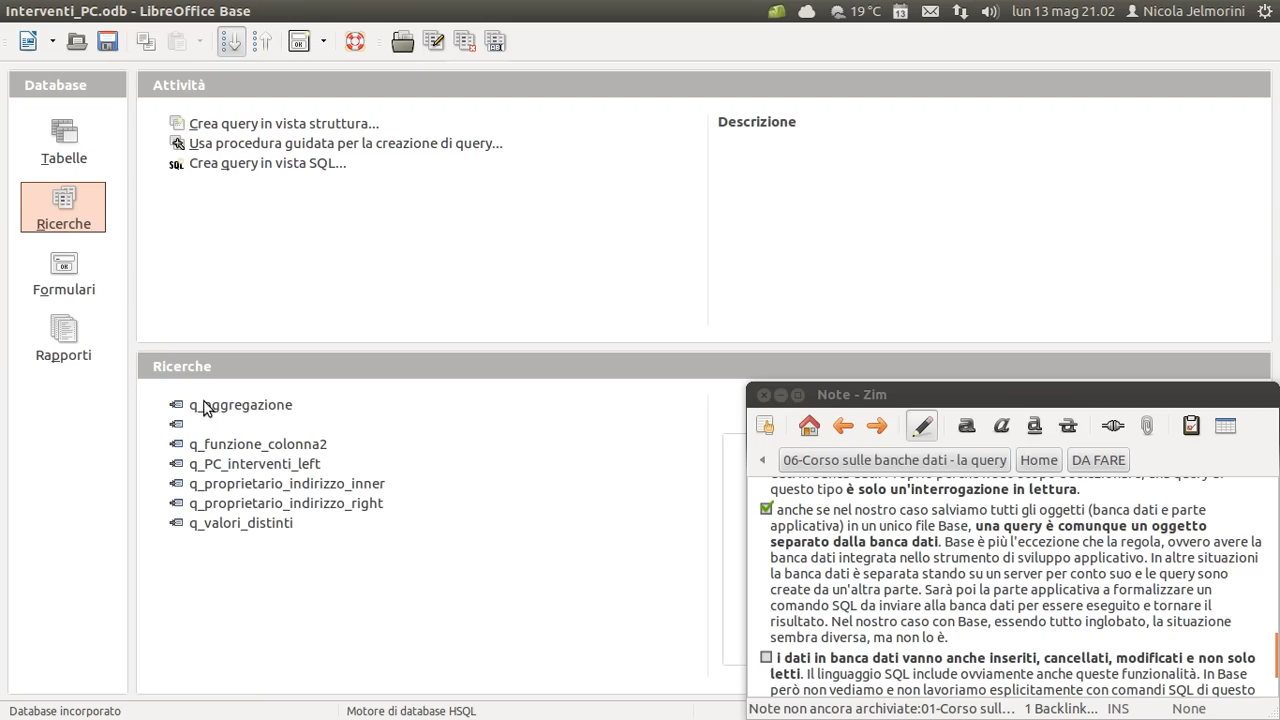 Interventi_PC.odb - LibreOffice Base
19 °C
13
lun 13 mag 21.02
Nicola Jelmorini
Database
Tabelle
Ricerche
Formulari
Rapporti
Attività
Crea query in vista struttura...
Usa procedura guidata per la creazione di query...
SQL Crea query in vista SQL...
Descrizione
Ricerche
q_aggregazione
q_funzione_colonna2
q_PC_interventi_left
q_proprietario_indirizzo_inner
q_proprietario_indirizzo_right
q_valori_distinti
Note - Zim
06-Corso sulle banche dati - la query
Home
DA FARE
questo tipo è solo un'interrogazione in lettura.
anche se nel nostro caso salviamo tutti gli oggetti (banca dati e parte
applicativa) in un unico file Base, una query è comunque un oggetto
separato dalla banca dati. Base è più l'eccezione che la regola, ovvero avere la
banca dati integrata nello strumento di sviluppo applicativo. In altre situazioni
la banca dati è separata stando su un server per conto suo e le query sono
create da un'altra parte. Sarà poi la parte applicativa a formalizzare un
comando SQL da inviare alla banca dati per essere eseguito e tornare il
risultato. Nel nostro caso con Base, essendo tutto inglobato, la situazione
sembra diversa, ma non lo è.
i dati in banca dati vanno anche inseriti, cancellati, modificati e non solo
letti. Il linguaggio SQL include ovviamente anche queste funzionalità. In Base
però non vediamo e non lavoriamo esplicitamente con comandi SQL di questo
Note non ancora archiviate:01-Corso sull...
1 Backlink...
INS
None
Database incorporato
Motore di database HSQL